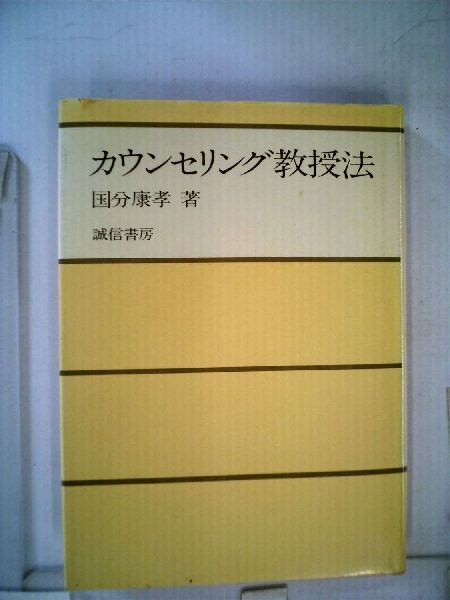 カウンセリング教授法
国分康孝 著
誠信書房